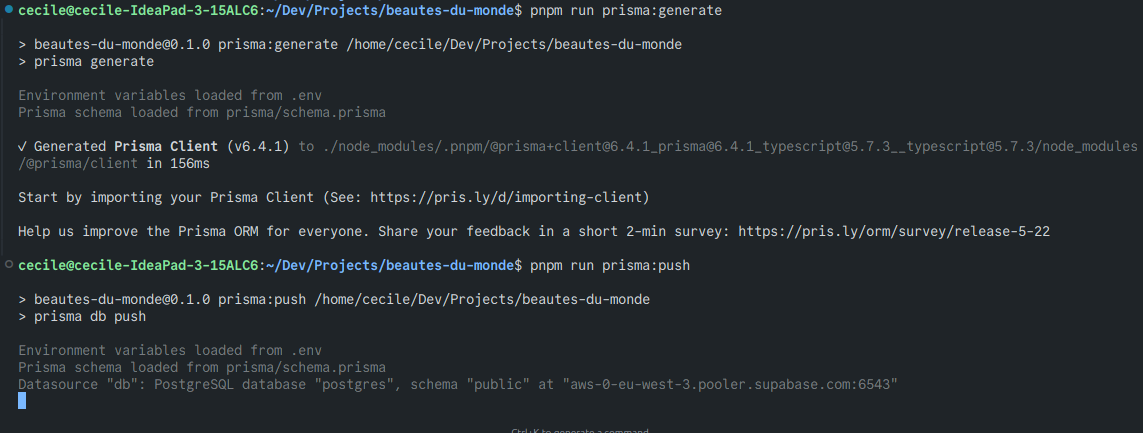 cecile@cecile-IdeaPad-3-15ALC6:~/Dev/Projects/beautes-du-monde$ pnpm run prisma:generate
> beautes-du-monde@0.1.0 prisma:generate /home/cecile/Dev/Projects/beautes-du-monde
> prisma generate
Environment variables loaded from .env
Prisma schema loaded from prisma/schema.prisma
✓ Generated Prisma Client (v6.4.1) to ./node_modules/.pnpm/@prisma+client@6.4.1_prisma@6.4.1_typescript@5.7.3__typescript@5.7.3/node_modules
/@prisma/client in 156ms
Start by importing your Prisma Client (See: https://pris.ly/d/importing-client)
Help us improve the Prisma ORM for everyone. Share your feedback in a short 2-min survey: https://pris.ly/orm/survey/release-5-22
cecile@cecile-IdeaPad-3-15ALC6:~/Dev/Projects/beautes-du-monde$ pnpm run prisma:push
> beautes-du-monde@0.1.0 prisma:push /home/cecile/Dev/Projects/beautes-du-monde
> prisma db push
Environment variables loaded from .env
Prisma schema loaded from prisma/schema.prisma
Datasource "db": PostgreSQL database "postgres", schema "public" at "aws-0-eu-west-3.pooler.supabase.com:6543"
Ctrl+K to generate a command